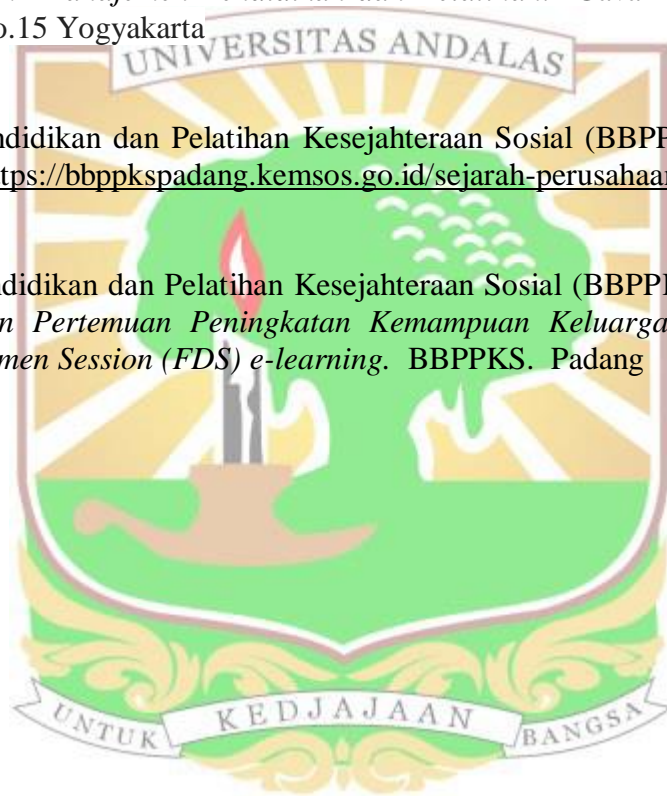 o.15 Yogyakarta
UNIVERSITAS ANDALAS
ndidikan dan Pelatihan Kesejahteraan Sosial (BBPP
ttps://bbppkspadang.kemsos.go.id/sejarah-perusahaan
ndidikan dan Pelatihan Kesejahteraan Sosial (BBPP
n Pertemuan Peningkatan Kemampuan Keluarga
men Session (FDS) e-learning. BBPPKS. Padang
UNTUK KEDJAJAAN BANGSA